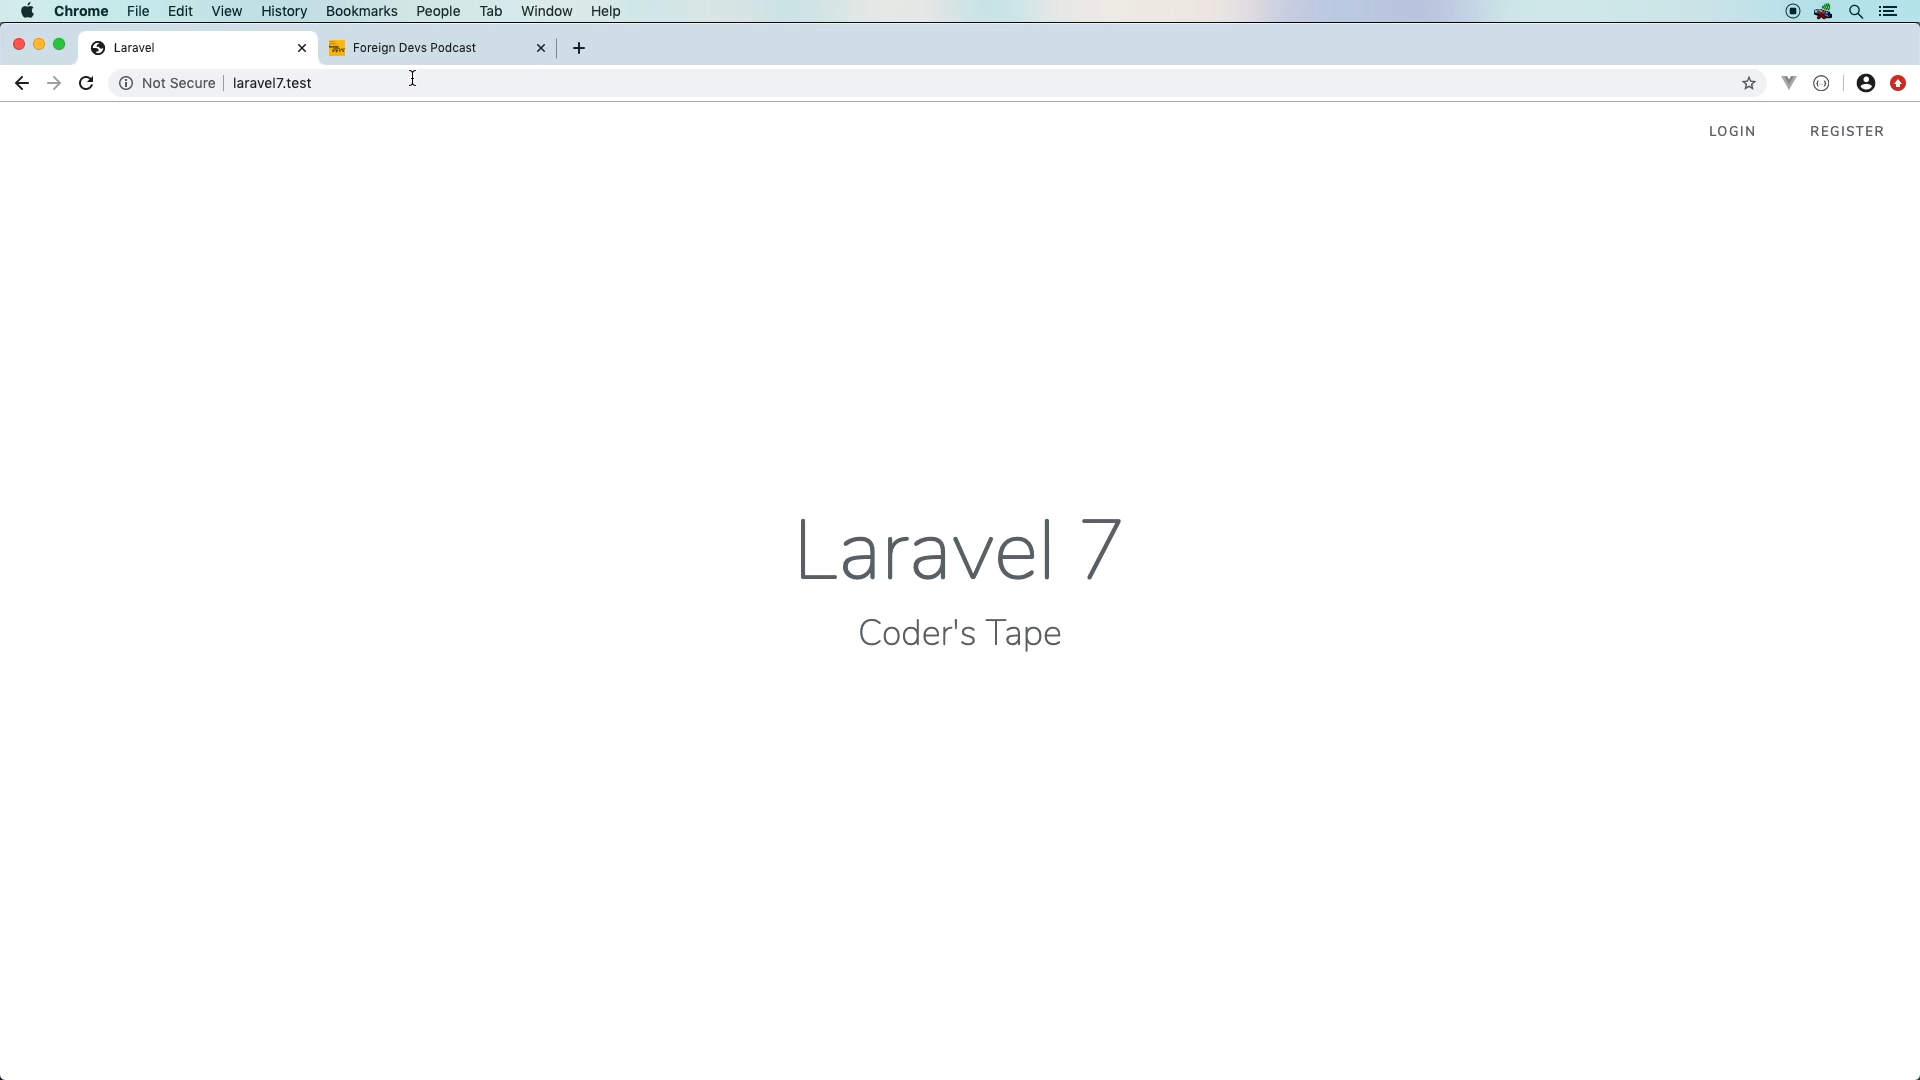 Chrome File Edit View History Bookmarks People Tab Window Help
Laravel
Foreign Devs Podcast
Not Secure laravel7.test
LOGIN REGISTER
Laravel 7
Coder's Tape